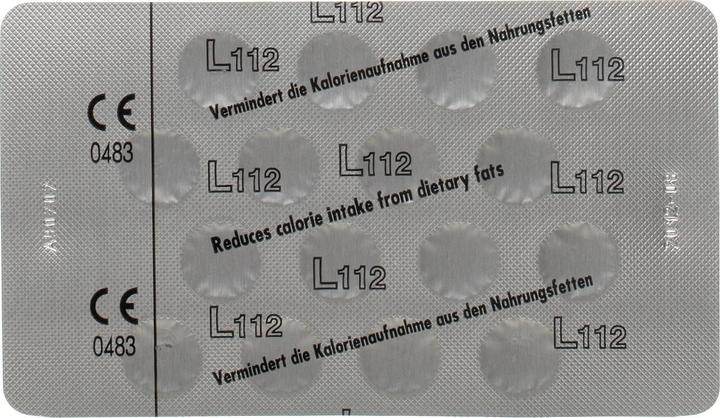 L112
Vermindert die Kalorienaufnahme aus den Nahrungsfetten
L112
L112
CE
0483
L112
L112
L112
Reduces calorie intake from dietary fats
L112
CE
0483
L112
L112
Vermindert die Kalorienaufnahme aus den Nahrungsfetten